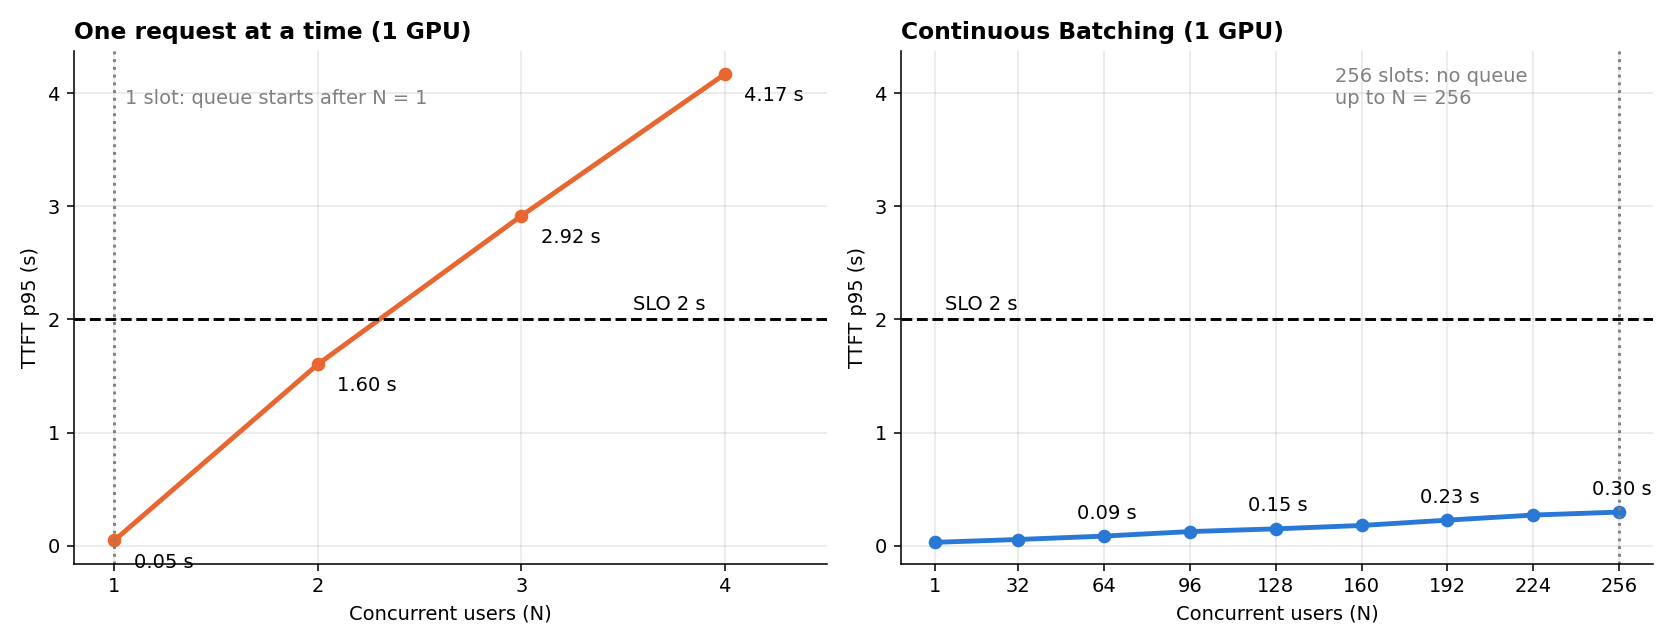 One request at a time (1 GPU)
1 slot: queue starts after N = 1
4.17 s
2.92 s
SLO 2 s
1.60 s
0.05 s
4
3
2
1
0
TTFT p95 (s)
1 2 3 4
Concurrent users (N)
Continuous Batching (1 GPU)
256 slots: no queue
up to N = 256
SLO 2 s
0.09 s
0.15 s
0.23 s
0.30 s
4
3
2
1
0
TTFT p95 (s)
1 32 64 96 128 160 192 224 256
Concurrent users (N)